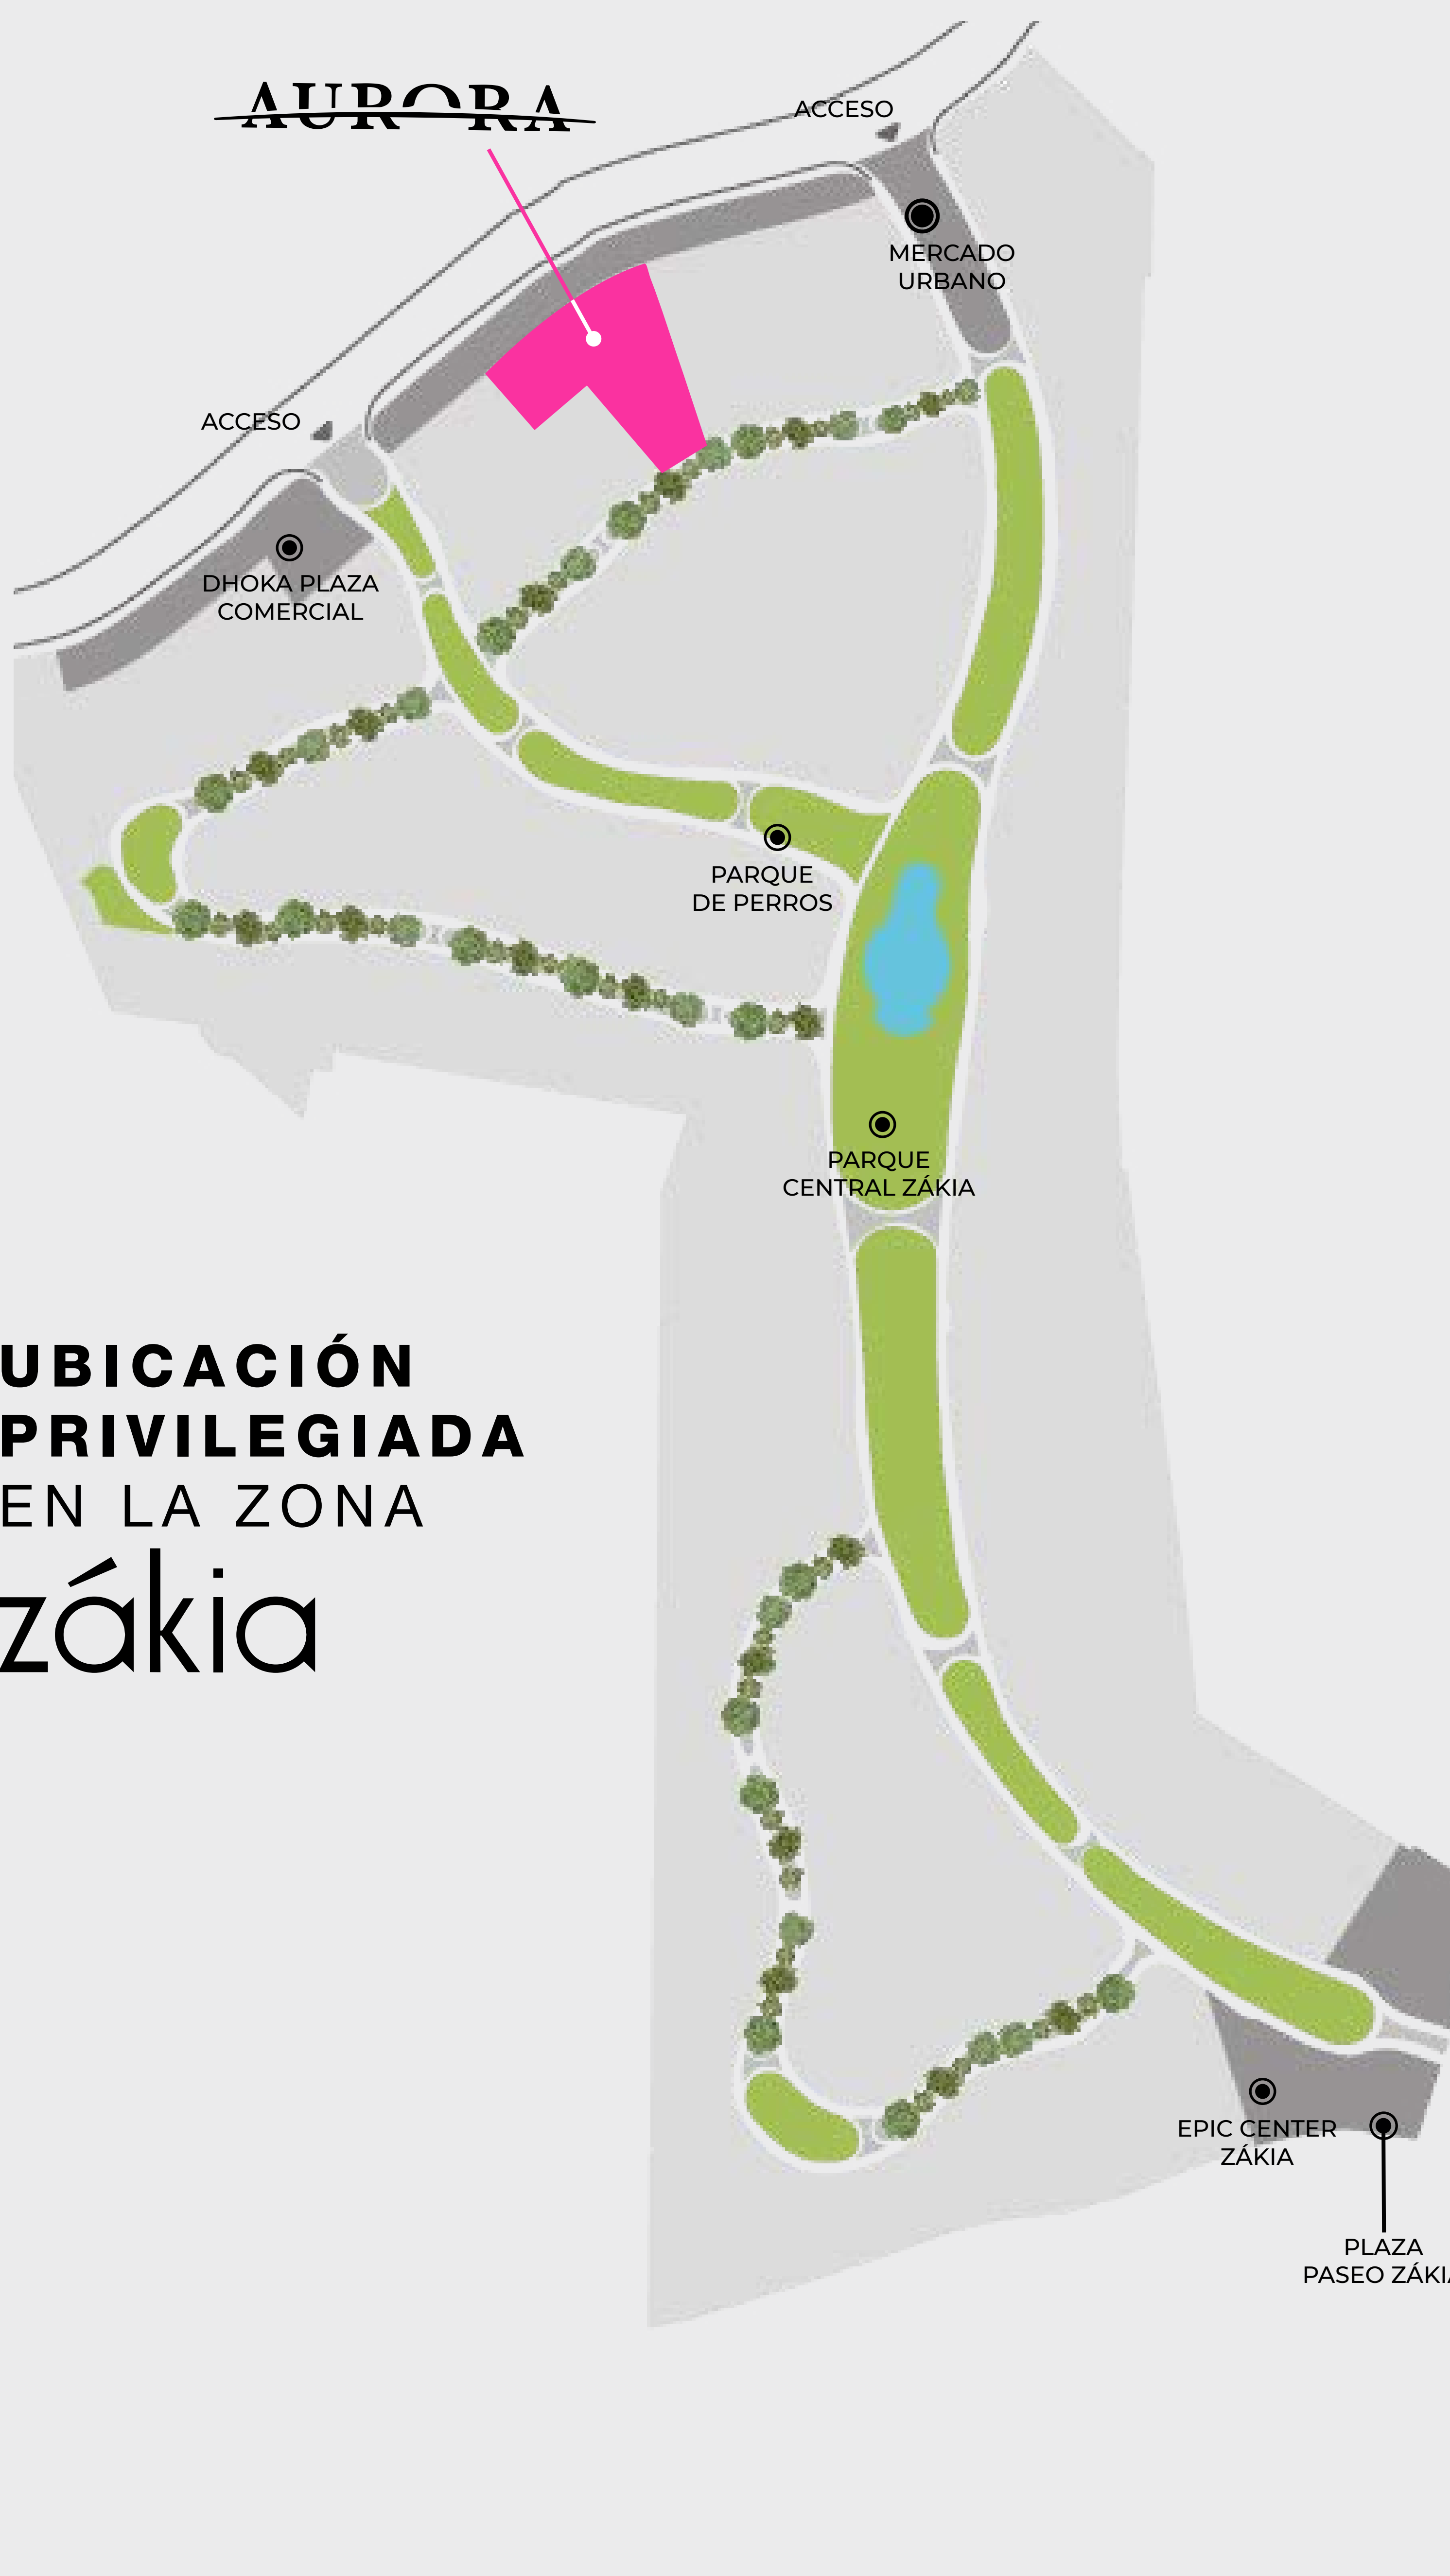 AURORA
ACCESO
MERCADO
URBANO
ACCESO
DHOKA PLAZA
COMERCIAL
PARQUE
DE PERROS
PARQUE
CENTRAL ZÁKIA
UBICACIÓN
PRIVILEGIADA
EN LA ZONA
zákia
EPIC CENTER
ZÁKIA
PLAZA
PASEO ZÁKIA